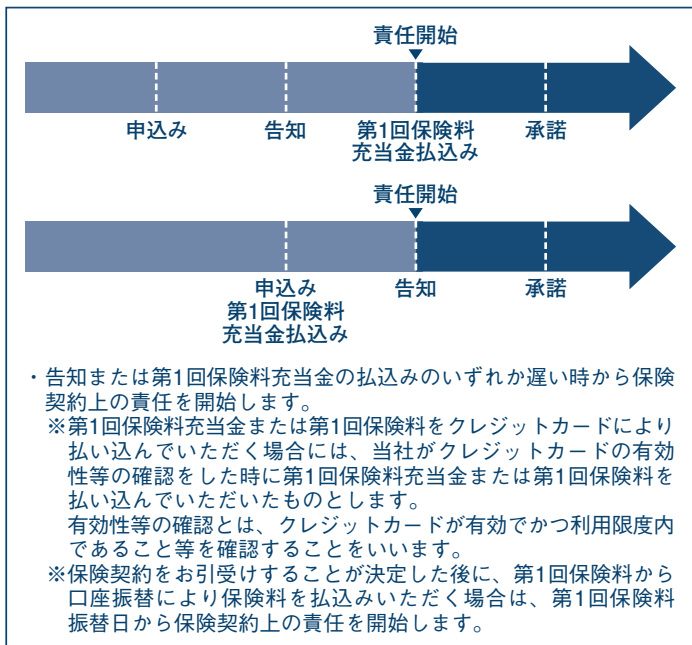 責任開始
申込み 告知 第1回保険料 承諾
充当金払込み
責任開始
申込み 告知 承諾
第1回保険料
充当金払込み
・告知または第1回保険料充当金の払込みのいずれか遅い時から保険
契約上の責任を開始します。
※第1回保険料充当金または第1回保険料をクレジットカードにより
払い込んでいただく場合には、当社がクレジットカードの有効
性等の確認をした時に第1回保険料充当金または第1回保険料を
払い込んでいただいたものとします。
有効性等の確認とは、クレジットカードが有効でかつ利用限度内
であること等を確認することをいいます。
※保険契約をお引受けすることが決定した後に、第1回保険料から
口座振替により保険料を払込みいただく場合は、第1回保険料
振替日から保険契約上の責任を開始します。